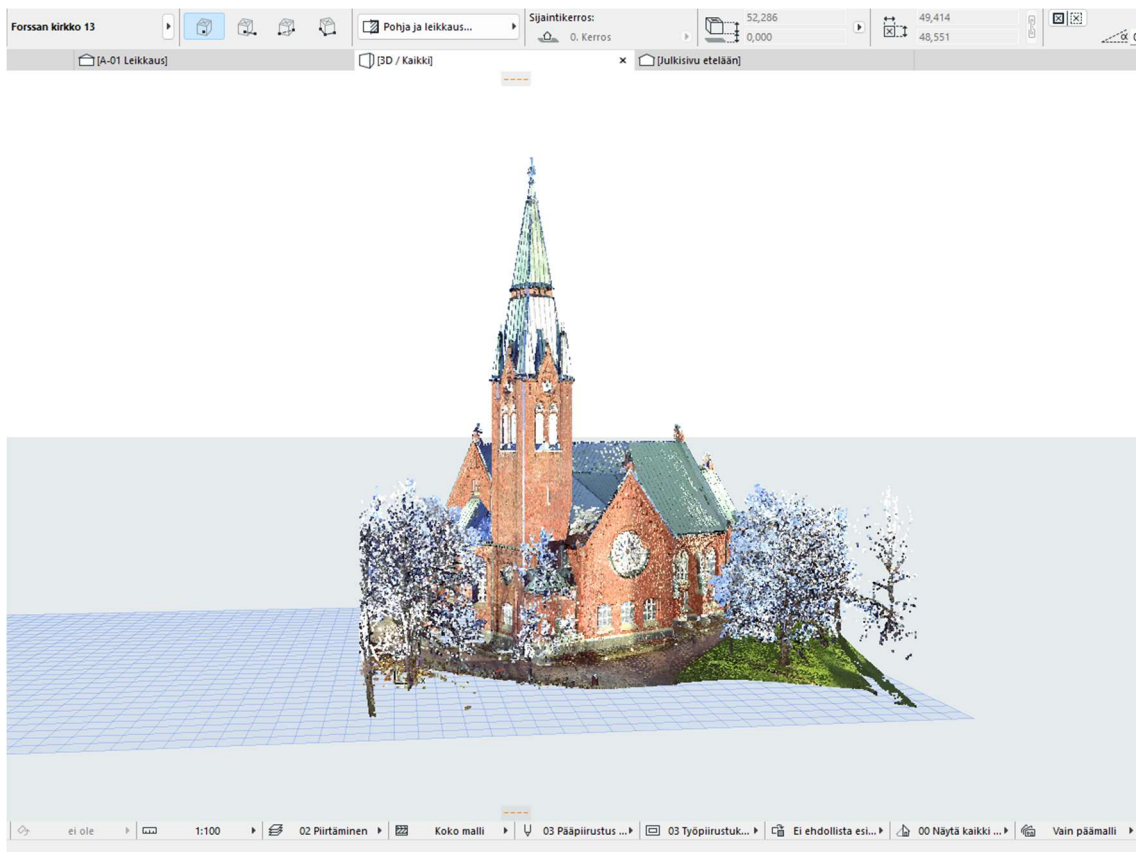 Forssan kirkko 13
Pohja ja leikkaus...
Sijaintikerros:
0. Kerros
52,286
0,000
49,414
48,551
[A-01 Leikkaus]
[3D / Kaikki]
[Julkisivu etelään]
ei ole
1:100
02 Piirtäminen
Koko malli
03 Pääpiirustus ...
03 Työpiirustuk...
Ei ehdollista esi...
00 Näytä kaikki ...
Vain päämalli